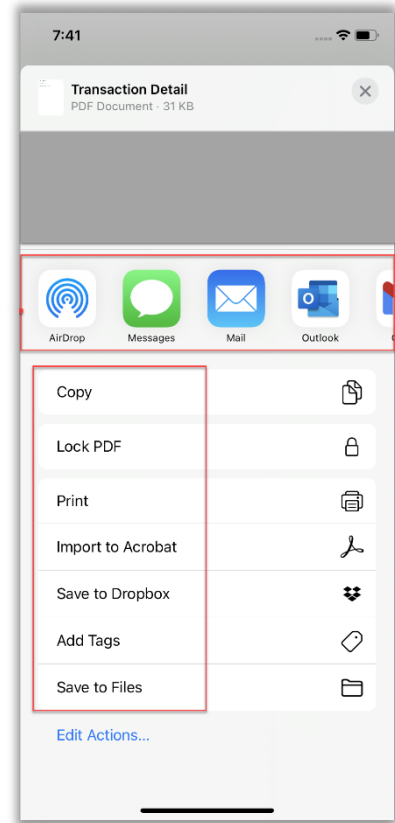 7:41
Transaction Detail
PDF Document · 31 KB
AirDrop Messages Mail Outlook
Copy
Lock PDF
Print
Import to Acrobat
Save to Dropbox
Add Tags
Save to Files
Edit Actions...